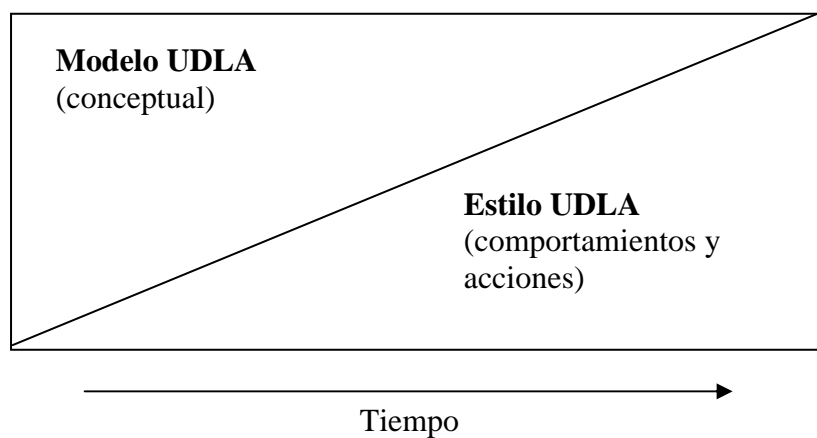 Modelo UDLA
(conceptual)
Estilo UDLA
(comportamientos y
acciones)
Tiempo